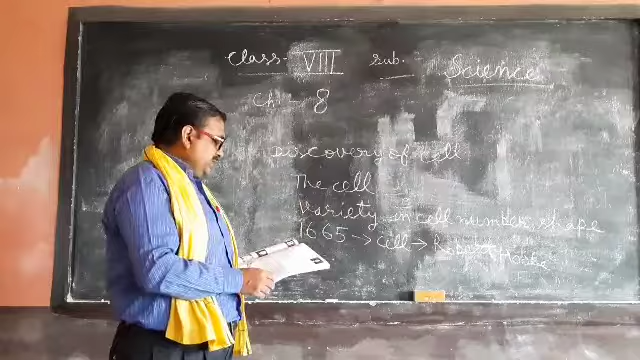 Class- VIII Sub. Science
Ch - 8
Discovery of cell
The cell
Variety in cell number, shape
1665 → cell → Robert Hooke